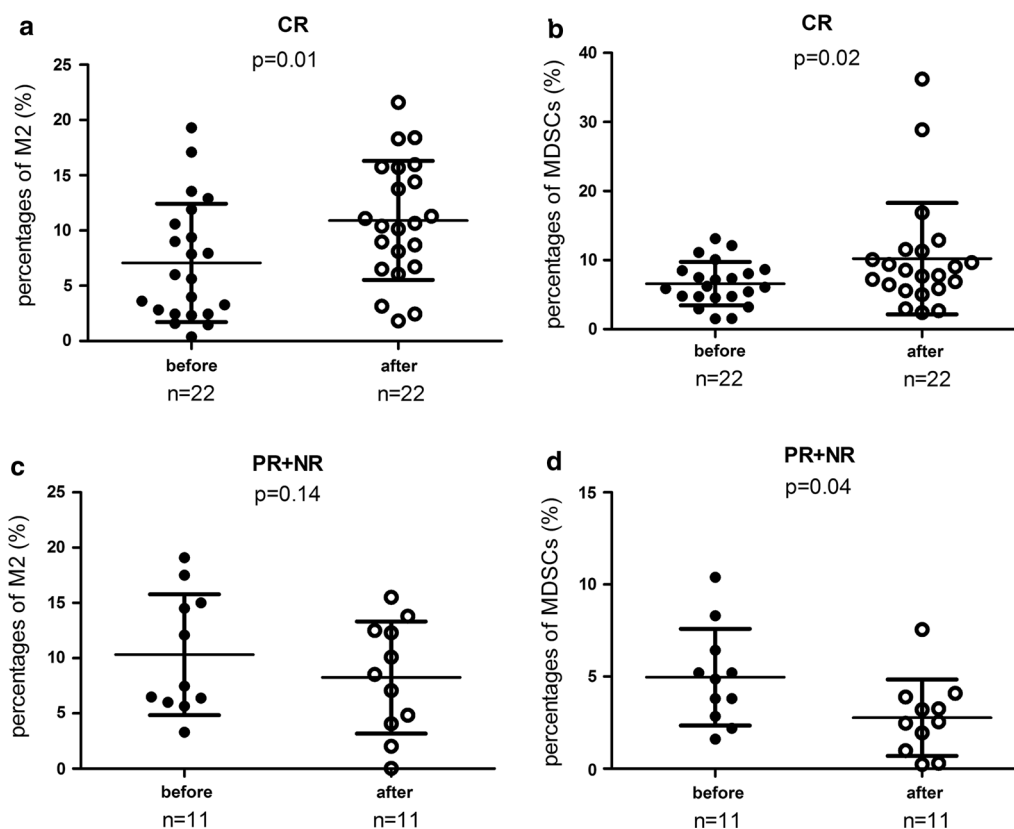 a
CR
p=0.01
percentages of M2 (%)
25
20
15
10
5
0
before
after
n=22
n=22
b
CR
p=0.02
percentages of MDSCs (%)
40
30
20
10
0
before
after
n=22
n=22
c
PR+NR
p=0.14
percentages of M2 (%)
25
20
15
10
5
0
before
after
n=11
n=11
d
PR+NR
p=0.04
percentages of MDSCs (%)
15
10
5
0
before
after
n=11
n=11